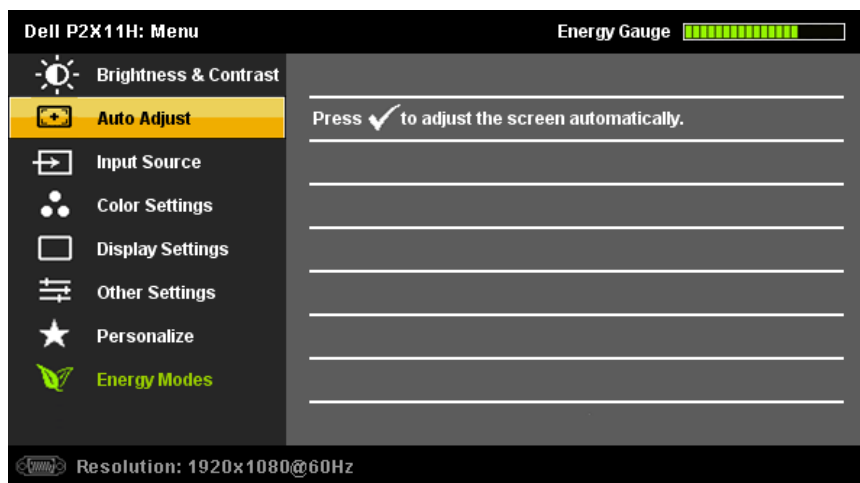 Dell P2X11H: Menu
Energy Gauge
Brightness & Contrast
Auto Adjust
Press ✓ to adjust the screen automatically.
Input Source
Color Settings
Display Settings
Other Settings
Personalize
Energy Modes
Resolution: 1920x1080@60Hz